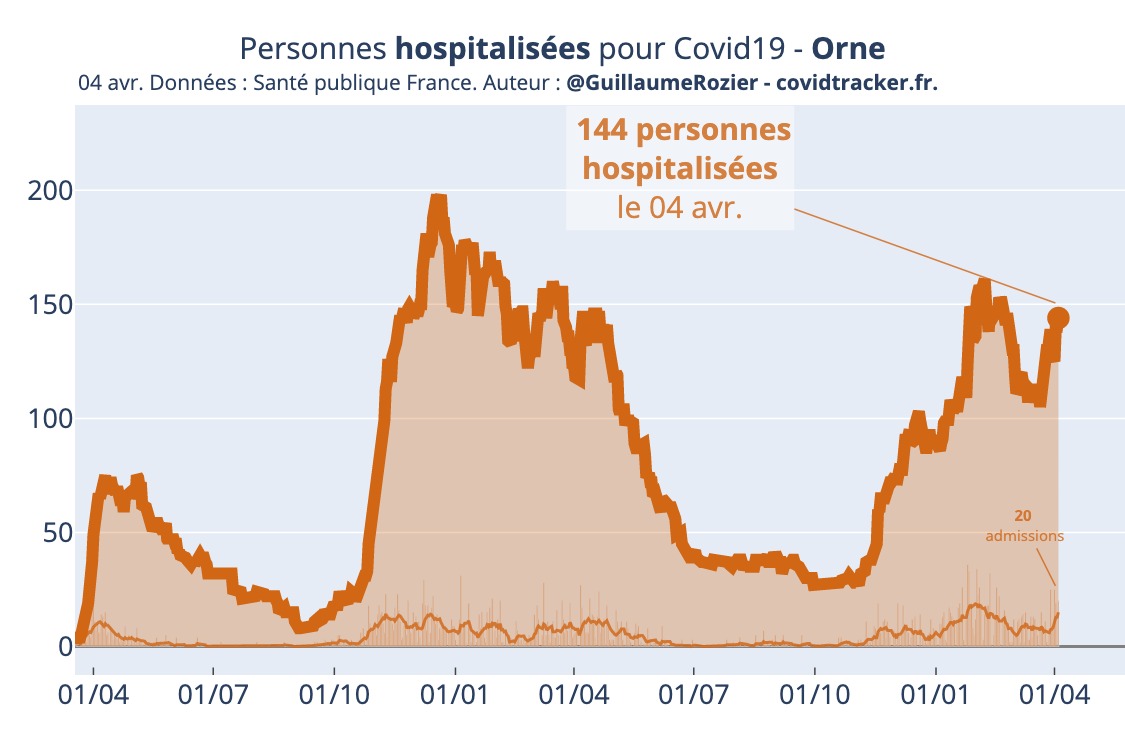 Personnes hospitalisées pour Covid19 - Orne
04 avr. Données : Santé publique France. Auteur : @GuillaumeRozier - covidtracker.fr.
144 personnes
hospitalisées
le 04 avr.
200
150
100
50
0
20
admissions
01/04 01/07 01/10 01/01 01/04 01/07 01/10 01/01 01/04